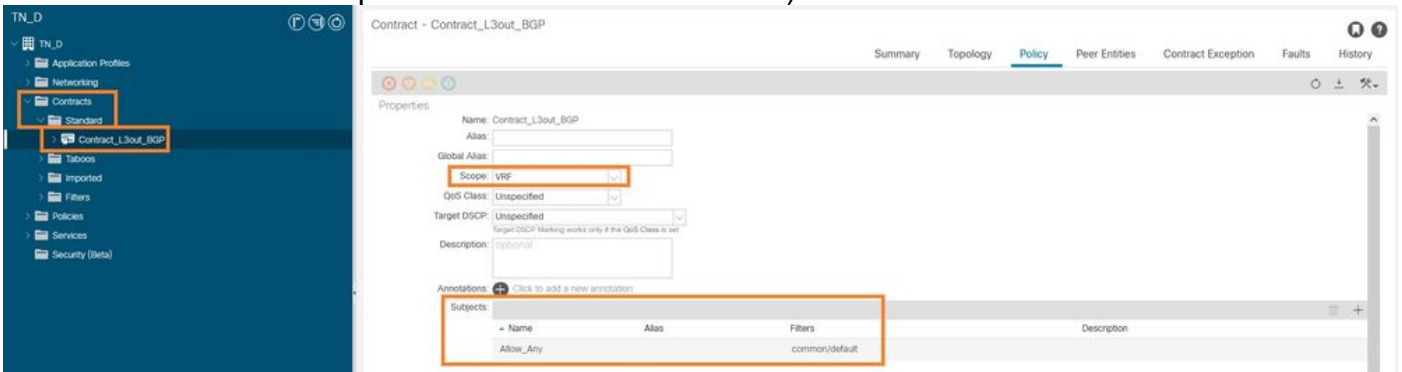 TN_D
TN_D
Application Profiles
Networking
Contracts
Standard
Contract_L3out_BGP
Taboos
Imported
Filters
Policies
Services
Security (Beta)
Contract - Contract_L3out_BGP
Summary Topology Policy Peer Entities Contract Exception Faults History
Properties
Name: Contract_L3out_BGP
Alias:
Global Alias:
Scope: VRF
QoS Class: Unspecified
Target DSCP: Unspecified
Target DSCP Marking works only if the QoS Class is set
Description: optional
Annotations: Click to add a new annotation
Subjects:
Name Alias Filters Description
Allow_Any common/default